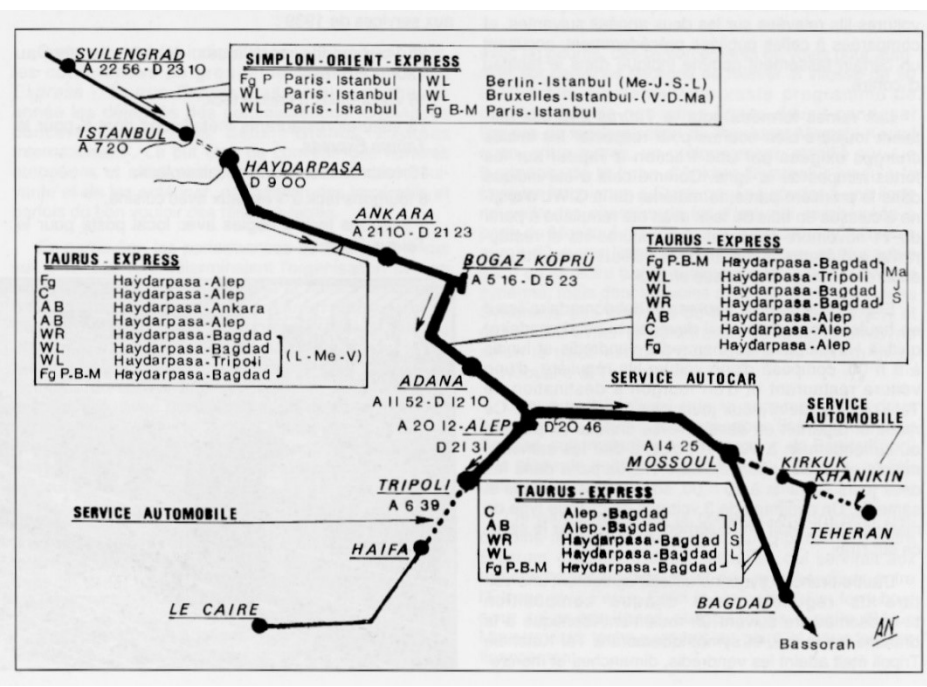 SVILENGRAD
A 22 56 - D 23 10
SIMPLON - ORIENT - EXPRESS
Fg P Paris - Istanbul
WL Paris - Istanbul
WL Paris - Istanbul
WL Berlin - Istanbul (Me - J - S - L)
Bruxelles - Istanbul - (V - D - Ma)
Fg B-M Paris - Istanbul
ISTANBUL
A 7 20
HAYDARPASA
D 9 00
ANKARA
A 21 10 - D 21 23
BOGAZ KÖPRÜ
A 5 16 - D 5 23
TAURUS - EXPRESS
Fg Haydarpasa - Alep
C Haydarpasa - Alep
AB Haydarpasa - Ankara
AB Haydarpasa - Alep
WR Haydarpasa - Bagdad
WL Haydarpasa - Bagdad
WL Haydarpasa - Tripoli
Fg P.B-M Haydarpasa - Bagdad
(L - Me - V)
TAURUS - EXPRESS
Fg P.B-M Haydarpasa - Bagdad
WL Haydarpasa - Tripoli
WL Haydarpasa - Bagdad
WR Haydarpasa - Bagdad
AB Haydarpasa - Alep
C Haydarpasa - Alep
Fg Haydarpasa - Alep
Ma
J
S
ADANA
A 11 52 - D 12 10
SERVICE AUTOCAR
SERVICE
AUTOMOBILE
A 20 12 - ALEP
D 20 46
D 21 31
A 14 25
MOSSOUL
KIRKUK
KHANIKIN
TRIPOLI
A 6 39
SERVICE AUTOMOBILE
TAURUS - EXPRESS
C Alep - Bagdad
AB Alep - Bagdad
WR Haydarpasa - Bagdad
WL Haydarpasa - Bagdad
Fg P.B-M Haydarpasa - Bagdad
J
S
L
TEHERAN
HAIFA
LE CAIRE
BAGDAD
AN.
Bassorah